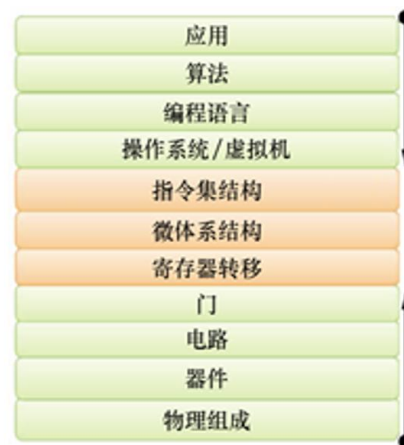 应用
算法
编程语言
操作系统/虚拟机
指令集结构
微体系结构
寄存器转移
门
电路
器件
物理组成